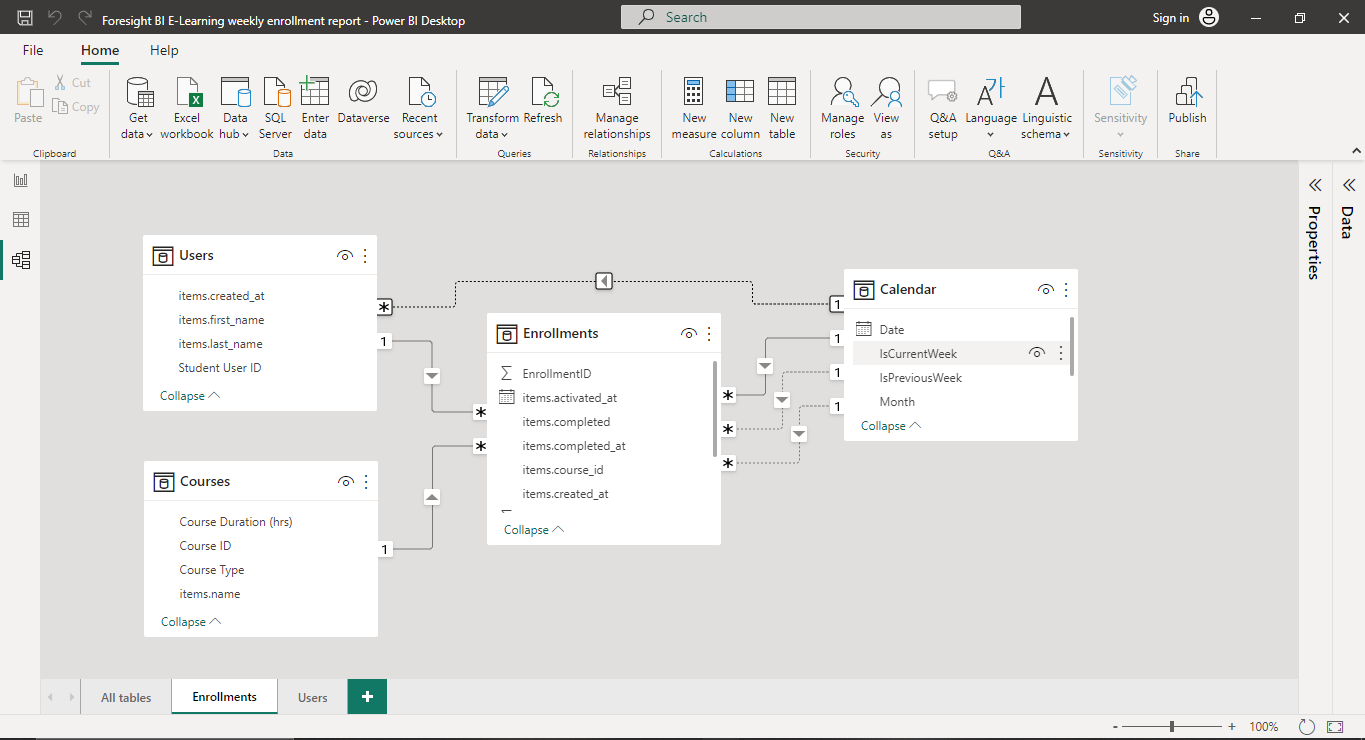 Foresight BI E-Learning weekly enrollment report - Power BI Desktop
Search
Sign in
File
Home
Help
Paste
Cut
Copy
Clipboard
Get data
Excel workbook
Data hub
SQL Server
Enter data
Dataverse
Recent sources
Data
Transform data
Refresh
Queries
Manage relationships
Relationships
New measure
New column
New table
Calculations
Manage roles
View as
Security
Q&A setup
Language
Linguistic schema
Q&A
Sensitivity
Sensitivity
Publish
Share
Properties
Data
Users
items.created_at
items.first_name
items.last_name
Student User ID
Collapse
*
1
Courses
Course Duration (hrs)
Course ID
Course Type
items.name
Collapse
1
Enrollments
EnrollmentID
items.activated_at
items.completed
items.completed_at
items.course_id
items.created_at
Collapse
*
*
*
*
*
Calendar
Date
IsCurrentWeek
IsPreviousWeek
Month
Collapse
1
1
1
1
All tables
Enrollments
Users
+
-
+
100%